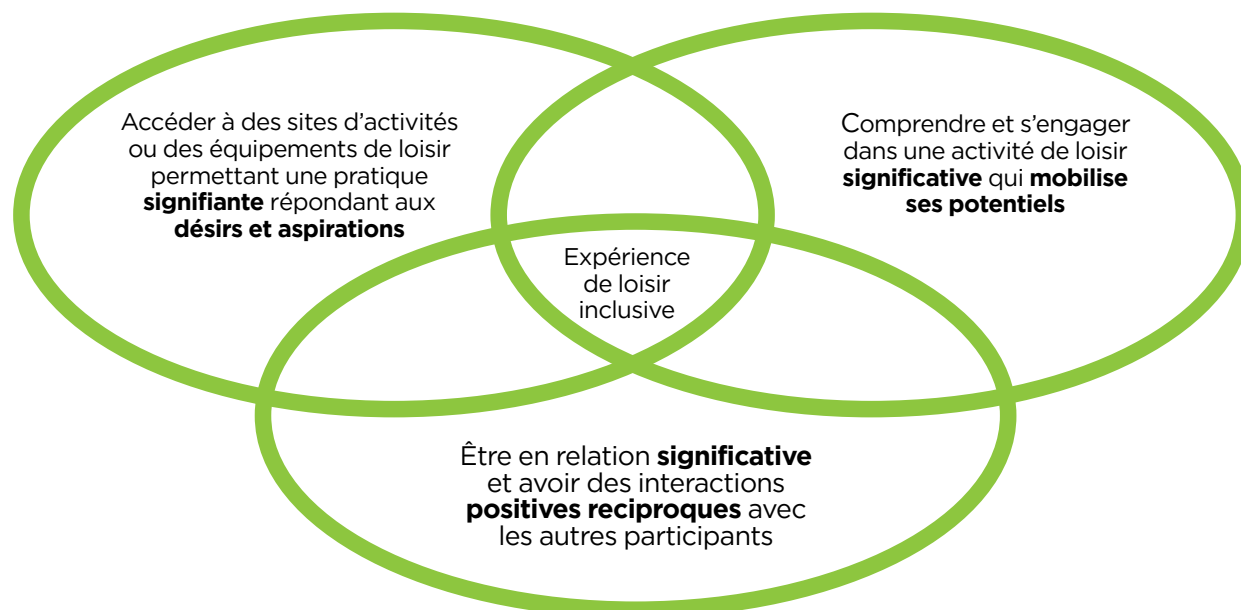 Accéder à des sites d'activités
ou des équipements de loisir
permettant une pratique
signifiante répondant aux
désirs et aspirations
Comprendre et s'engager
dans une activité de loisir
significative qui mobilise
ses potentiels
Expérience
de loisir
inclusive
Être en relation significative
et avoir des interactions
positives reciproques avec
les autres participants